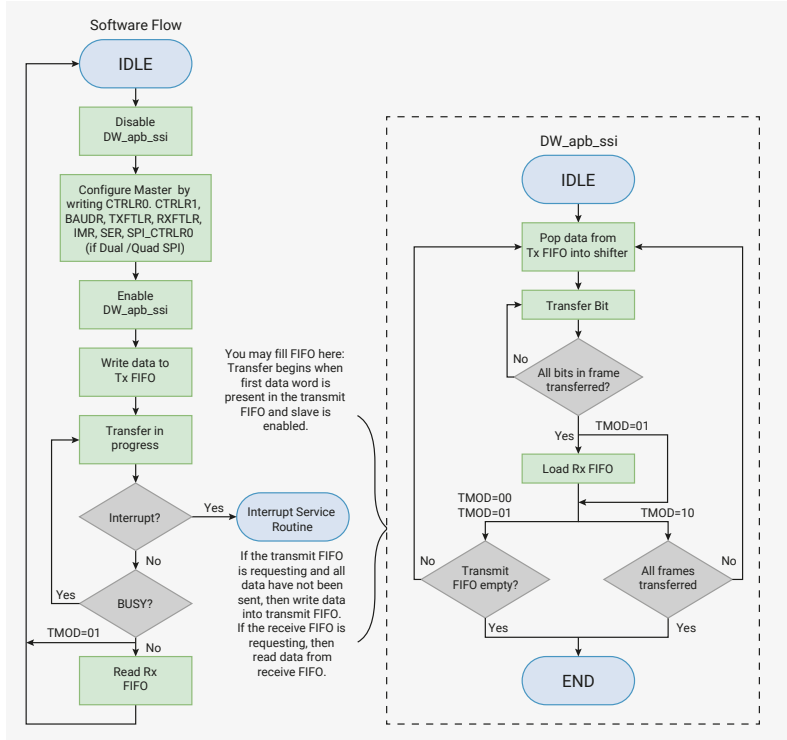 Software Flow
IDLE
Disable
DW_apb_ssi
Configure Master by
writing CTRLR0. CTRLR1,
BAUDR, TXFTLR, RXFTLR,
IMR, SER, SPI_CTRLR0
(if Dual /Quad SPI)
Enable
DW_apb_ssi
Write data to
Tx FIFO
Transfer in
progress
Interrupt?
Yes
Interrupt Service
Routine
No
BUSY?
Yes
TMOD=01
No
Read Rx
FIFO
You may fill FIFO here:
Transfer begins when
first data word is
present in the transmit
FIFO and slave is
enabled.
If the transmit FIFO
is requesting and all
data have not been
sent, then write data
into transmit FIFO.
If the receive FIFO is
requesting, then
read data from
receive FIFO.
DW_apb_ssi
IDLE
Pop data from
Tx FIFO into shifter
Transfer Bit
No
All bits in frame
transferred?
Yes
TMOD=01
Load Rx FIFO
TMOD=00
TMOD=01
TMOD=10
No
Transmit
FIFO empty?
All frames
transferred
No
Yes
Yes
END